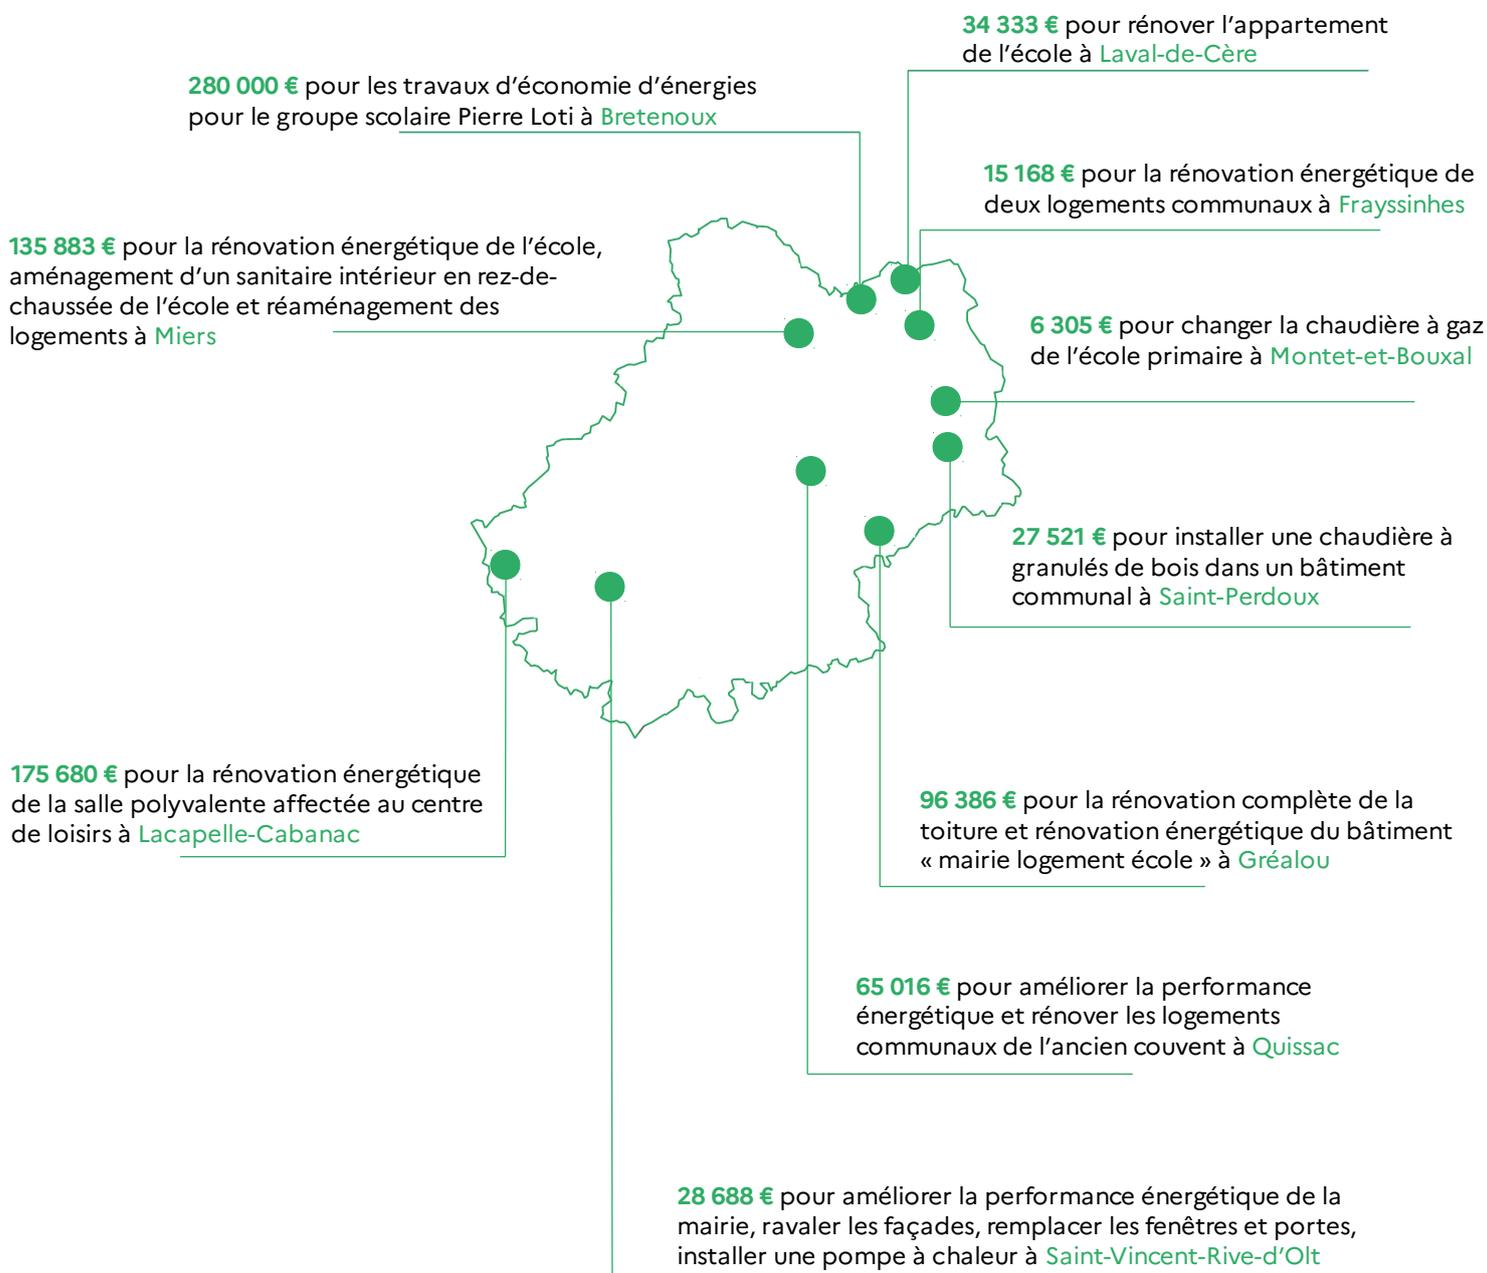 34 333 € pour rénover l’appartement
de l’école à Laval-de-Cère
280 000 € pour les travaux d’économie d’énergies
pour le groupe scolaire Pierre Loti à Bretenoux
15 168 € pour la rénovation énergétique de
deux logements communaux à Frayssinhes
135 883 € pour la rénovation énergétique de l’école,
aménagement d’un sanitaire intérieur en rez-de-
chaussée de l’école et réaménagement des
logements à Miers
6 305 € pour changer la chaudière à gaz
de l’école primaire à Montet-et-Bouxal
27 521 € pour installer une chaudière à
granulés de bois dans un bâtiment
communal à Saint-Perdoux
175 680 € pour la rénovation énergétique
de la salle polyvalente affectée au centre
de loisirs à Lacapelle-Cabanac
96 386 € pour la rénovation complète de la
toiture et rénovation énergétique du bâtiment
« mairie logement école » à Gréalou
65 016 € pour améliorer la performance
énergétique et rénover les logements
communaux de l’ancien couvent à Quissac
28 688 € pour améliorer la performance énergétique de la
mairie, ravaler les façades, remplacer les fenêtres et portes,
installer une pompe à chaleur à Saint-Vincent-Rive-d’Olt